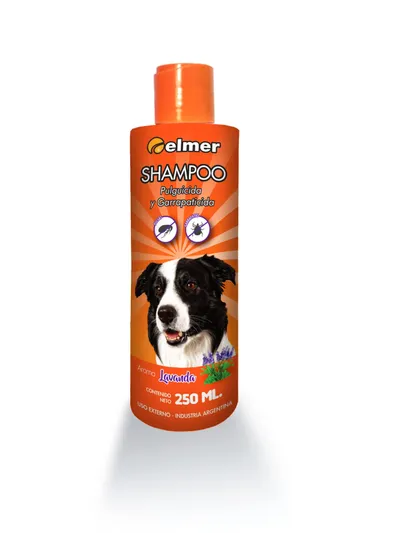 elmer
SHAMPOO
Pulguicida
y Garrapaticida
Aroma Lavanda
CONTENIDO
NETO 250 ML.
USO EXTERNO - INDUSTRIA ARGENTINA